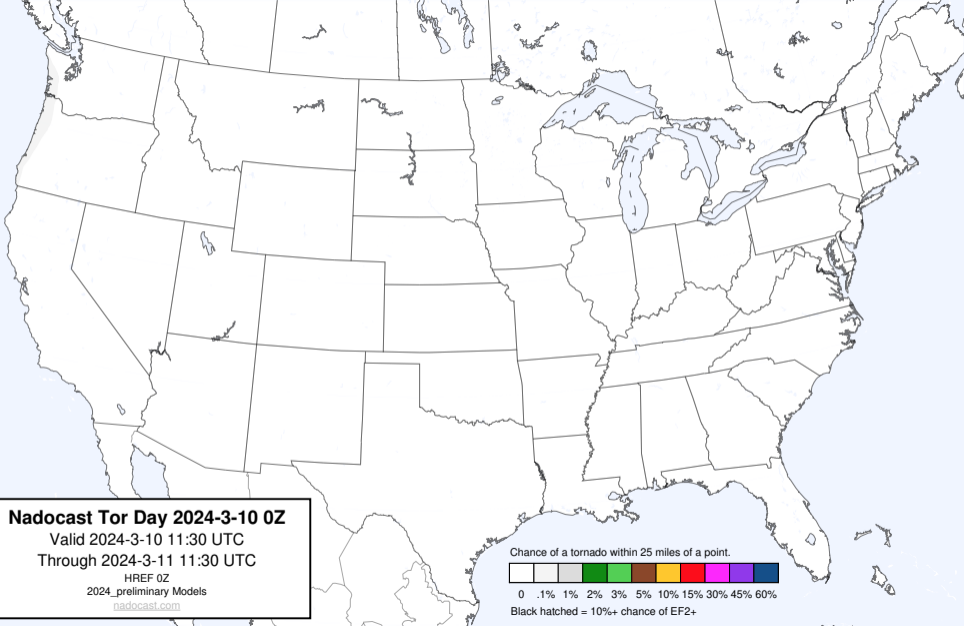 Nadocast Tor Day 2024-3-10 0Z
Valid 2024-3-10 11:30 UTC
Through 2024-3-11 11:30 UTC
HREF 0Z
2024_preliminary Models
nadocast.com
Chance of a tornado within 25 miles of a point.
0 .1% 1% 2% 3% 5% 10% 15% 30% 45% 60%
Black hatched = 10%+ chance of EF2+